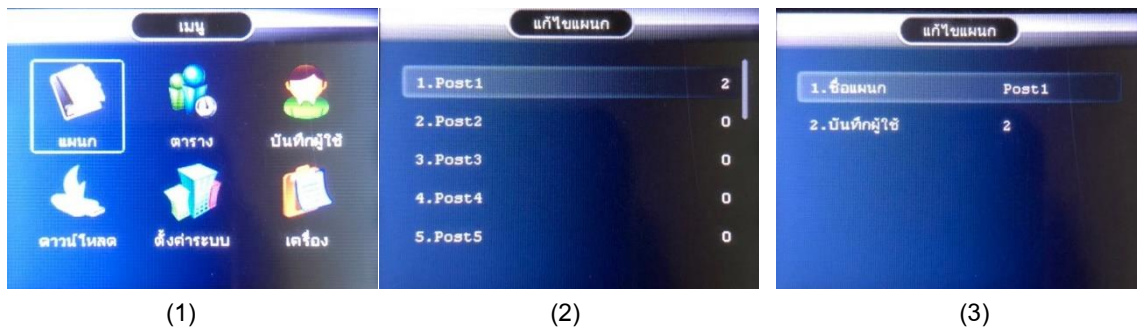 เมนู
แผนก ตาราง บันทึกผู้ใช้
ดาวน์โหลด ตั้งค่าระบบ เครื่อง
(1)
แก้ไขแผนก
1.Post1 2
2.Post2 0
3.Post3 0
4.Post4 0
5.Post5 0
(2)
แก้ไขแผนก
1.ชื่อแผนก Post1
2.บันทึกผู้ใช้ 2
(3)